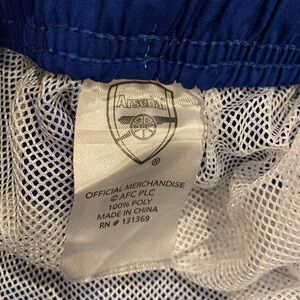 Arsenal
®
OFFICIAL MERCHANDISE
© AFC PLC
100% POLY
MADE IN CHINA
RN # 131369